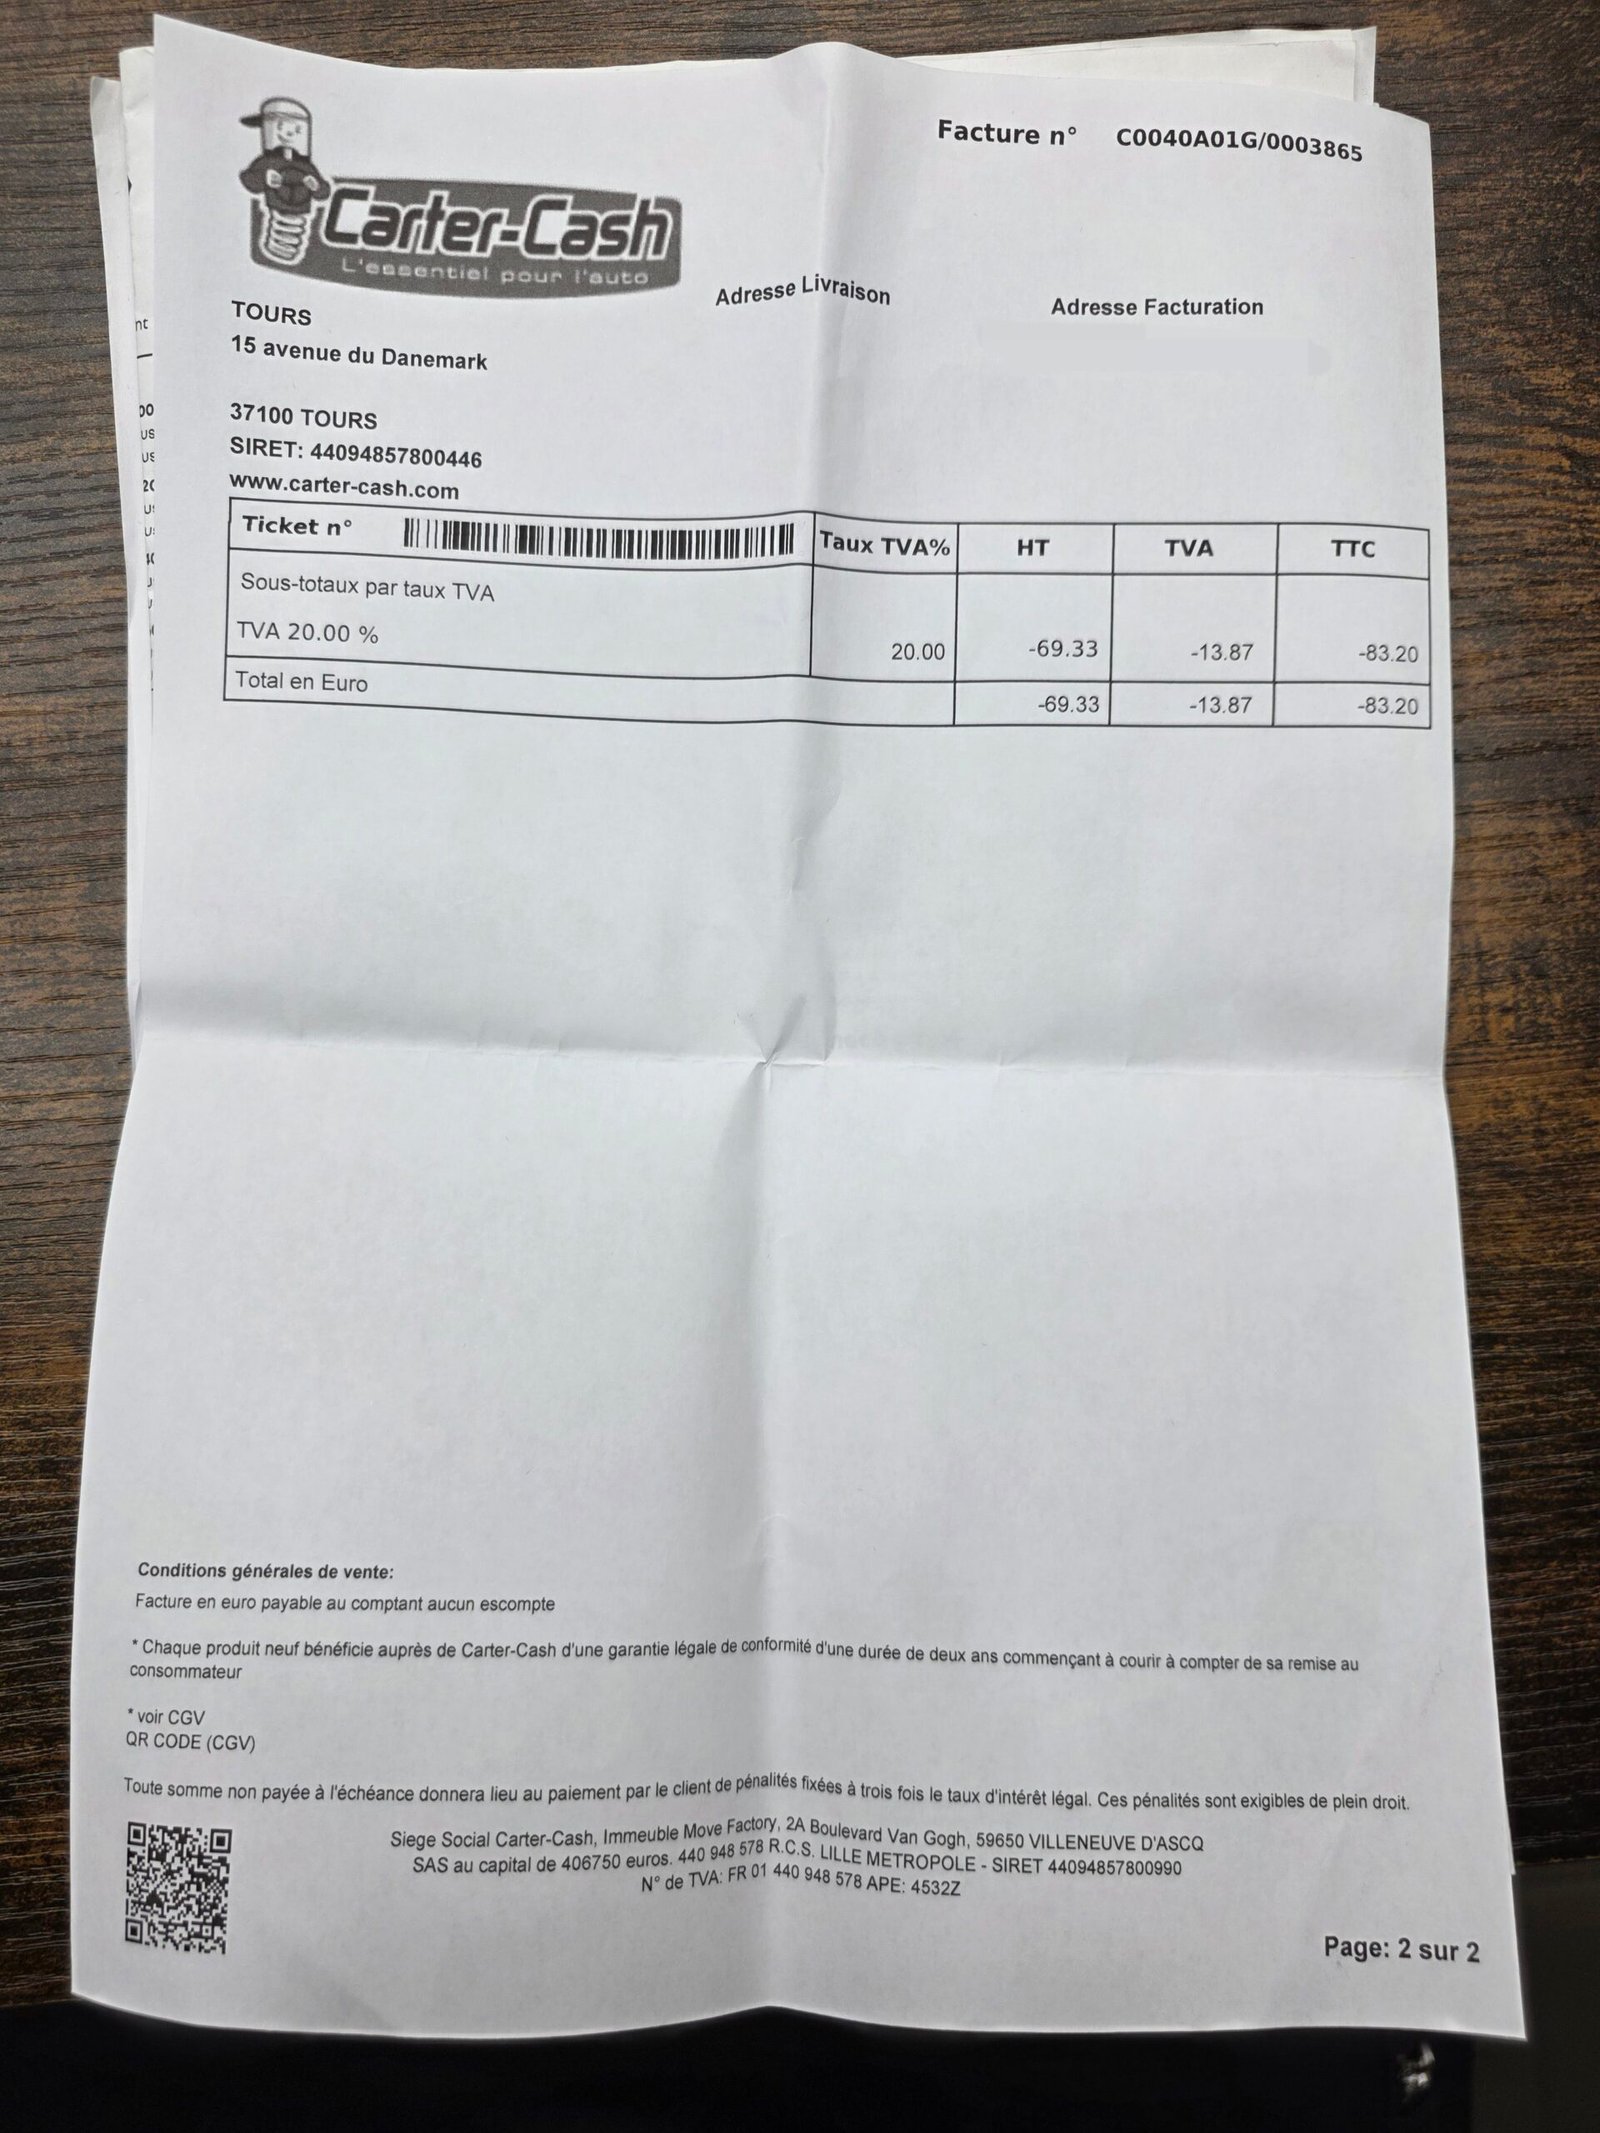 Facture n° C0040A01G/0003865
Carter-Cash
L'essentiel pour l'auto
Adresse Livraison
Adresse Facturation
TOURS
15 avenue du Danemark
37100 TOURS
SIRET: 44094857800446
www.carter-cash.com
Ticket n° Taux TVA% HT TVA TTC
Sous-totaux par taux TVA
TVA 20.00 % 20.00 -69.33 -13.87 -83.20
Total en Euro -69.33 -13.87 -83.20
Conditions générales de vente:
Facture en euro payable au comptant aucun escompte
* Chaque produit neuf bénéficie auprès de Carter-Cash d'une garantie légale de conformité d'une durée de deux ans commençant à courir à compter de sa remise au
consommateur
* voir CGV
QR CODE (CGV)
Toute somme non payée à l'échéance donnera lieu au paiement par le client de pénalités fixées à trois fois le taux d'intérêt légal. Ces pénalités sont exigibles de plein droit.
Siege Social Carter-Cash, Immeuble Move Factory, 2A Boulevard Van Gogh, 59650 VILLENEUVE D'ASCQ
SAS au capital de 406750 euros. 440 948 578 R.C.S. LILLE METROPOLE - SIRET 44094857800990
N° de TVA: FR 01 440 948 578 APE: 4532Z
Page: 2 sur 2